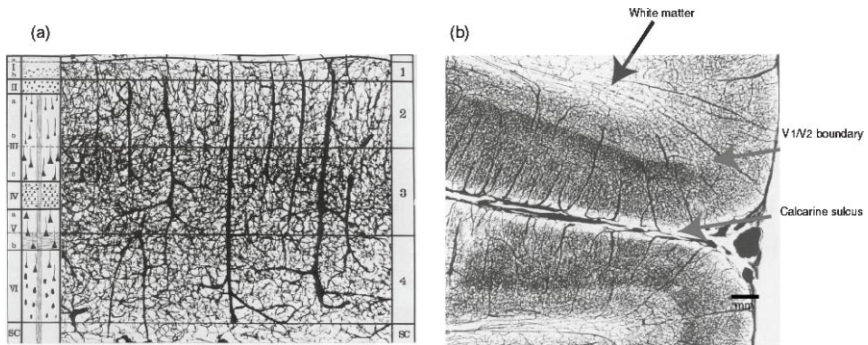 (a)
I
II
a
b
III
c
IV
a
V
b
VI
SC
1
2
3
4
SC
(b)
White matter
V1/V2 boundary
Calcarine sulcus